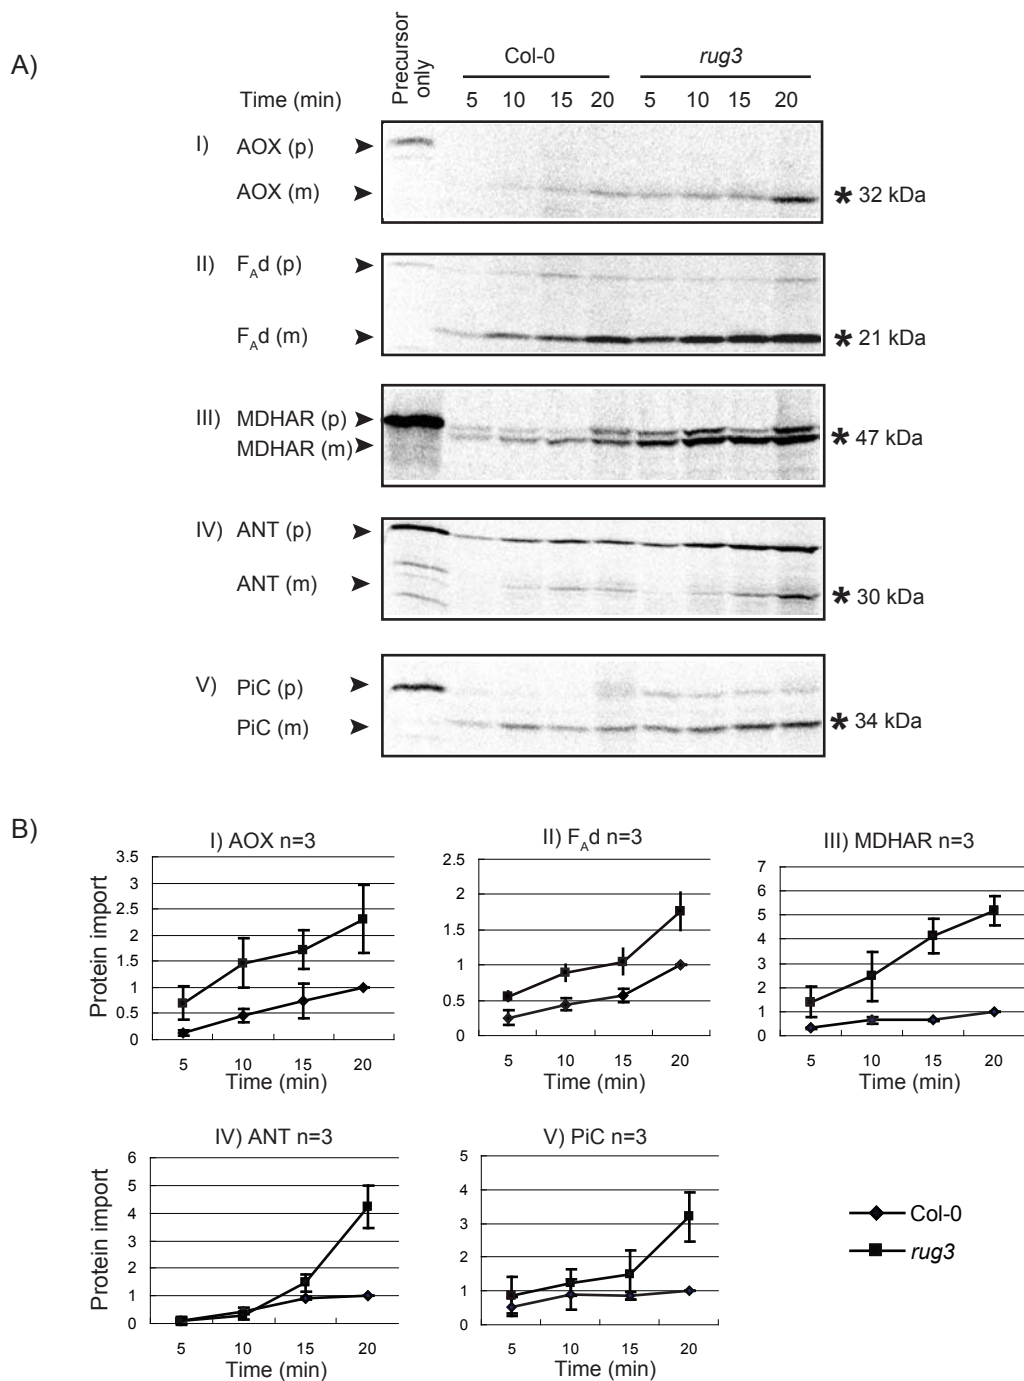 A)
Precursor only
Col-0
rug3
Time (min) 5 10 15 20 5 10 15 20
I) AOX (p)
AOX (m) * 32 kDa
II) FAd (p)
FAd (m) * 21 kDa
III) MDHAR (p)
MDHAR (m) * 47 kDa
IV) ANT (p)
ANT (m) * 30 kDa
V) PiC (p)
PiC (m) * 34 kDa
B)
I) AOX n=3
Protein import
3.5
3
2.5
2
1.5
1
0.5
0
5 10 15 20
Time (min)
II) FAd n=3
2.5
2
1.5
1
0.5
0
5 10 15 20
Time (min)
III) MDHAR n=3
7
6
5
4
3
2
1
0
5 10 15 20
Time (min)
IV) ANT n=3
Protein import
6
5
4
3
2
1
0
5 10 15 20
Time (min)
V) PiC n=3
5
4
3
2
1
0
5 10 15 20
Time (min)
Col-0
rug3